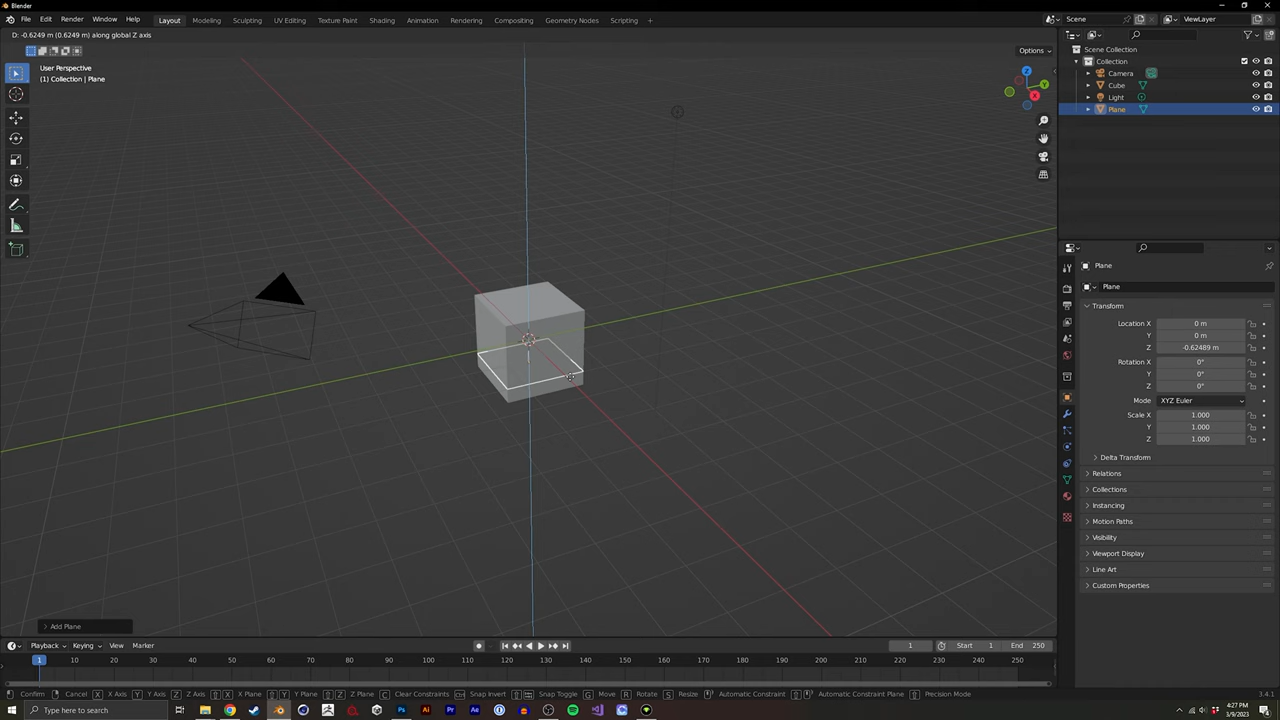 Blender
File Edit Render Window Help Layout Modeling Sculpting UV Editing Texture Paint Shading Animation Rendering Compositing Geometry Nodes Scripting + Scene ViewLayer
D: -0.6249 m (0.6249 m) along global Z axis
Options
User Perspective
(1) Collection | Plane
Z
Y
X
Scene Collection
Collection
Camera
Cube
Light
Plane
Plane
Plane
Transform
Location X 0 m
Y 0 m
Z -0.62489 m
Rotation X 0°
Y 0°
Z 0°
Mode XYZ Euler
Scale X 1.000
Y 1.000
Z 1.000
Delta Transform
Relations
Collections
Instancing
Motion Paths
Visibility
Viewport Display
Line Art
Custom Properties
Add Plane
Playback Keying View Marker 1 Start 1 End 250
1 10 20 30 40 50 60 70 80 90 100 110 120 130 140 150 160 170 180 190 200 210 220 230 240 250
Confirm Cancel X X Axis Y Y Axis Z Z Axis X X Plane Y Y Plane Z Z Plane C Clear Constraints Snap Invert Snap Toggle G Move R Rotate S Resize Automatic Constraint Automatic Constraint Plane Precision Mode 3.4.1
Type here to search Ps Ai Pr Ae 4:27 PM
3/9/2023